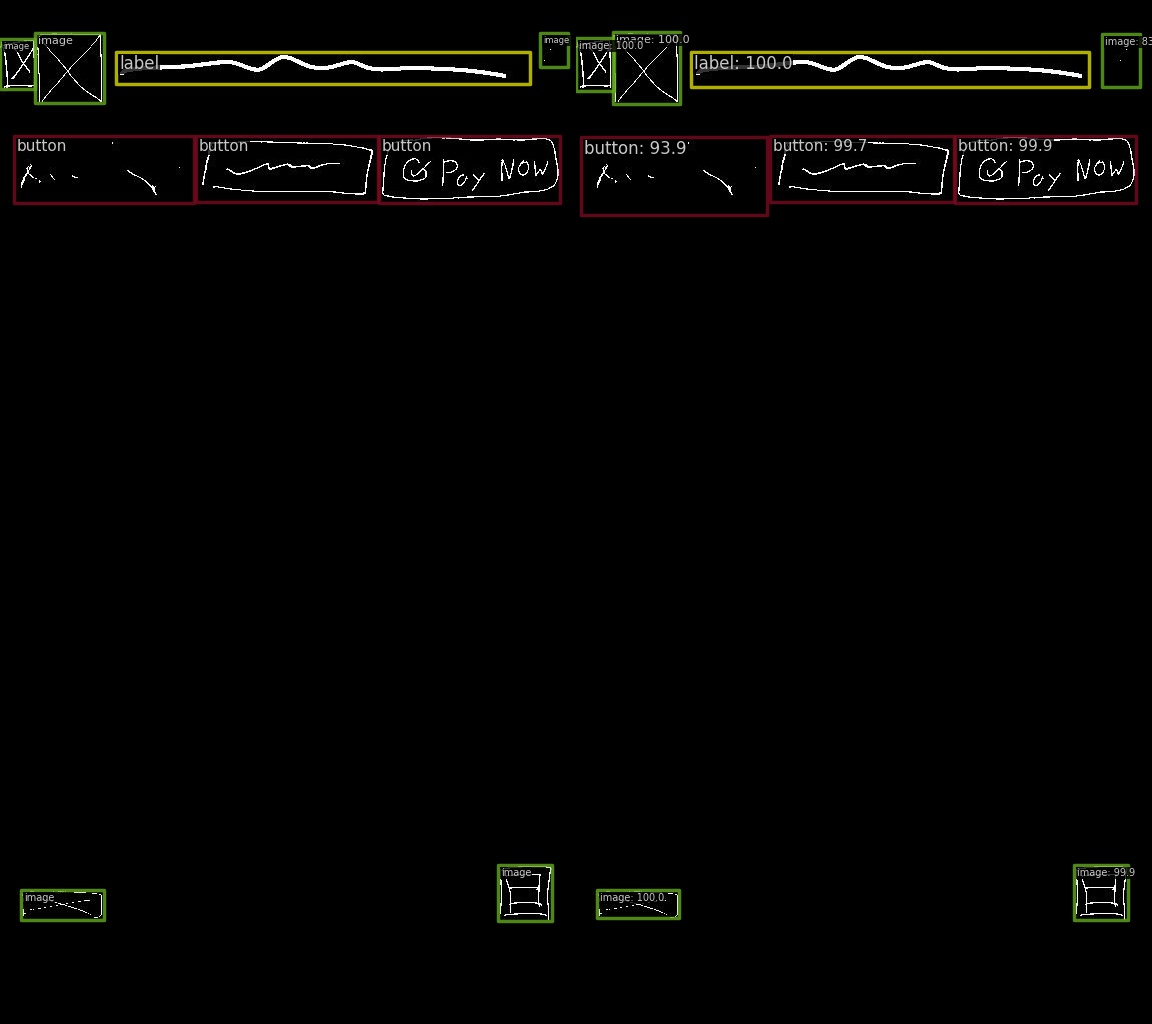 image image image image: 100.0 image: 100.0 image: 83
label label: 100.0
button button button button: 93.9 button: 99.7 button: 99.9
Pay NOW Pay NOW
image image: 99.9
image image: 100.0